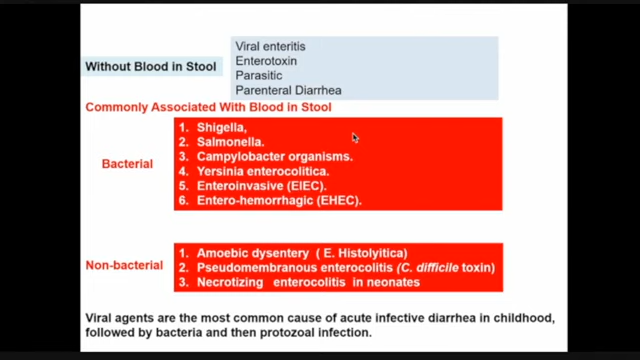 Without Blood in Stool
Viral enteritis
Enterotoxin
Parasitic
Parenteral Diarrhea
Commonly Associated With Blood in Stool
Bacterial
1. Shigella,
2. Salmonella.
3. Campylobacter organisms.
4. Yersinia enterocolitica.
5. Enteroinvasive (EIEC).
6. Entero-hemorrhagic (EHEC).
Non-bacterial
1. Amoebic dysentery ( E. Histolyitica)
2. Pseudomembranous enterocolitis (C. difficile toxin)
3. Necrotizing enterocolitis in neonates
Viral agents are the most common cause of acute infective diarrhea in childhood,
followed by bacteria and then protozoal infection.